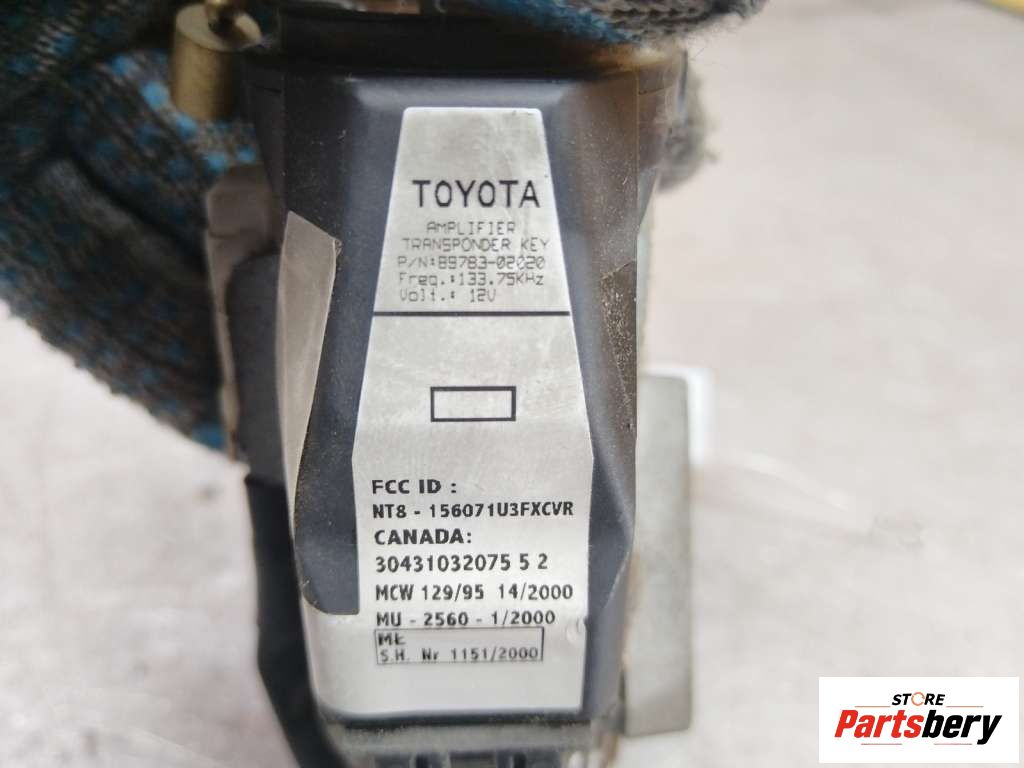 TOYOTA
AMPLIFIER
TRANSPONDER KEY
P/N:89783-02020
Freq.:133.75KHz
Volt.: 12V
FCC ID :
NT8 - 156071U3FXCVR
CANADA:
30431032075 5 2
MCW 129/95 14/2000
MU - 2560 - 1/2000
ML
S.H. Nr 1151/2000
STORE
Partsbery